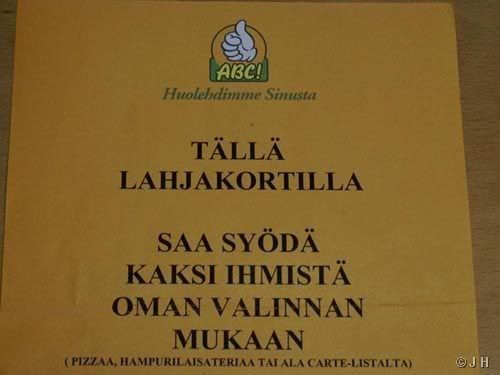 ABC!
Huolehdimme Sinusta
TÄLLÄ
LAHJAKORTILLA
SAA SYÖDÄ
KAKSI IHMISTÄ
OMAN VALINNAN
MUKAAN
( PIZZAA, HAMPURILAISATERIAA TAI ALA CARTE-LISTALTA)
© J H